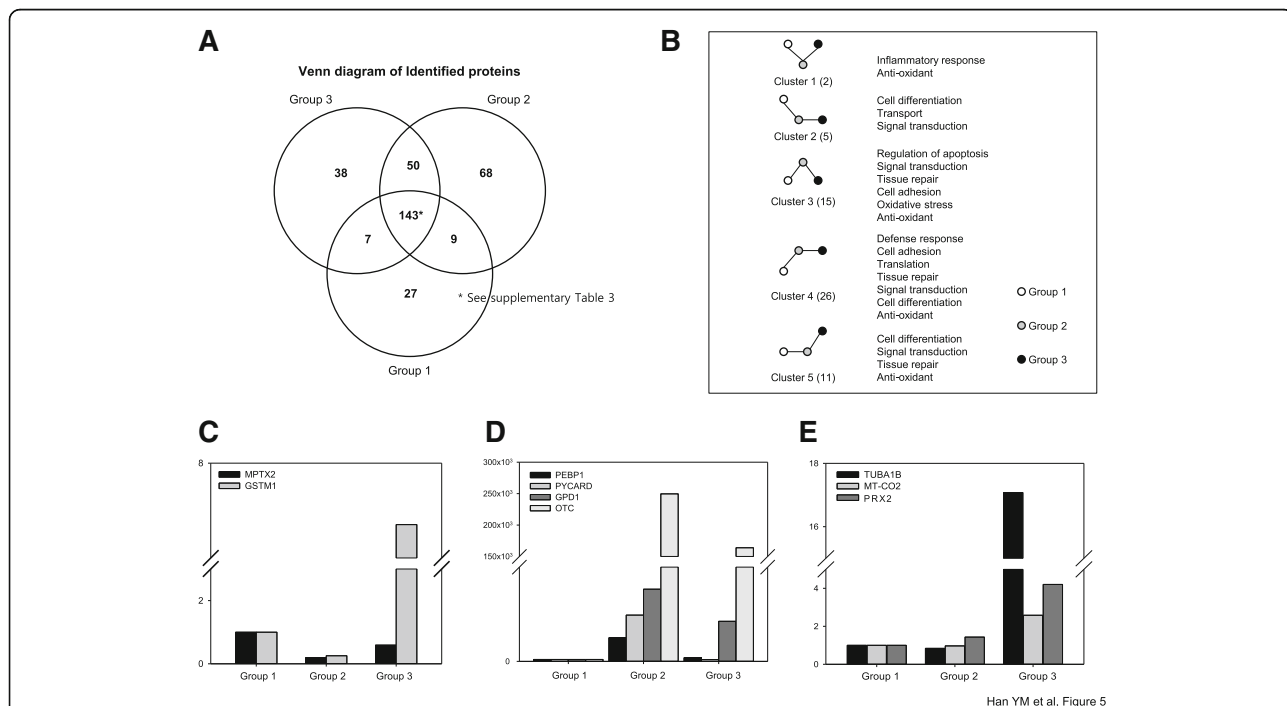 A
Venn diagram of Identified proteins
Group 3
Group 2
38
50
68
143*
7
9
27
* See supplementary Table 3
Group 1
B
Cluster 1 (2)
Inflammatory response
Anti-oxidant
Cluster 2 (5)
Cell differentiation
Transport
Signal transduction
Cluster 3 (15)
Regulation of apoptosis
Signal transduction
Tissue repair
Cell adhesion
Oxidative stress
Anti-oxidant
Cluster 4 (26)
Defense response
Cell adhesion
Translation
Tissue repair
Signal transduction
Cell differentiation
Anti-oxidant
Cluster 5 (11)
Cell differentiation
Signal transduction
Tissue repair
Anti-oxidant
Group 1
Group 2
Group 3
C
8
2
0
MPTX2
GSTM1
Group 1
Group 2
Group 3
D
300x10³
250x10³
200x10³
150x10³
0
PEBP1
PYCARD
GPD1
OTC
Group 1
Group 2
Group 3
E
18
16
4
2
0
TUBA1B
MT-CO2
PRX2
Group 1
Group 2
Group 3
Han YM et al. Figure 5